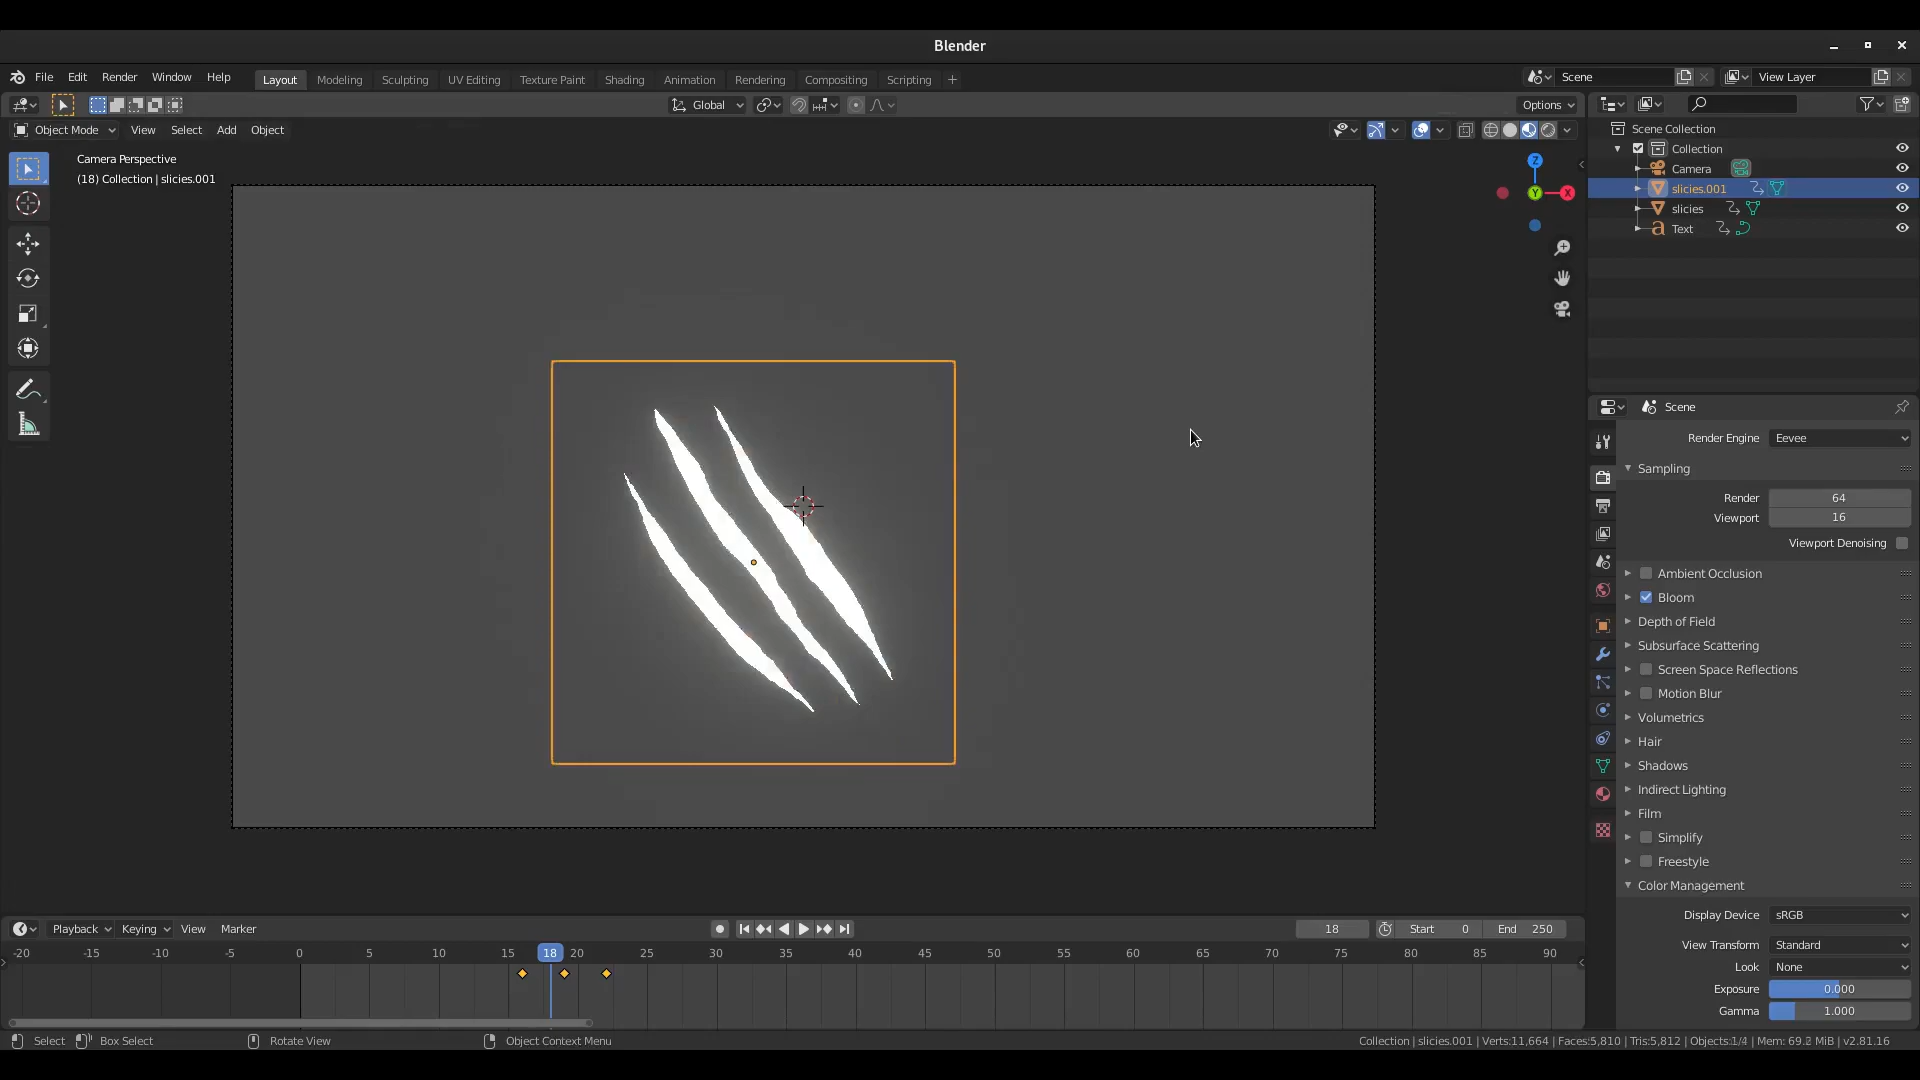 Blender
File Edit Render Window Help
Layout Modeling Sculpting UV Editing Texture Paint Shading Animation Rendering Compositing Scripting +
Scene
View Layer
Global
Options
Object Mode View Select Add Object
Camera Perspective
(18) Collection | slicies.001
Z
Y
X
Scene Collection
Collection
Camera
slicies.001
slicies
Text
Scene
Render Engine Eevee
Sampling
Render 64
Viewport 16
Viewport Denoising
Ambient Occlusion
Bloom
Depth of Field
Subsurface Scattering
Screen Space Reflections
Motion Blur
Volumetrics
Hair
Shadows
Indirect Lighting
Film
Simplify
Freestyle
Color Management
Display Device sRGB
View Transform Standard
Look None
Exposure 0.000
Gamma 1.000
Playback Keying View Marker
18 Start 0 End 250
-20 -15 -10 -5 0 5 10 15 18 20 25 30 35 40 45 50 55 60 65 70 75 80 85 90
Select Box Select Rotate View Object Context Menu
Collection | slicies.001 | Verts:11,664 | Faces:5,810 | Tris:5,812 | Objects:1/4 | Mem: 69.2 MiB | v2.81.16